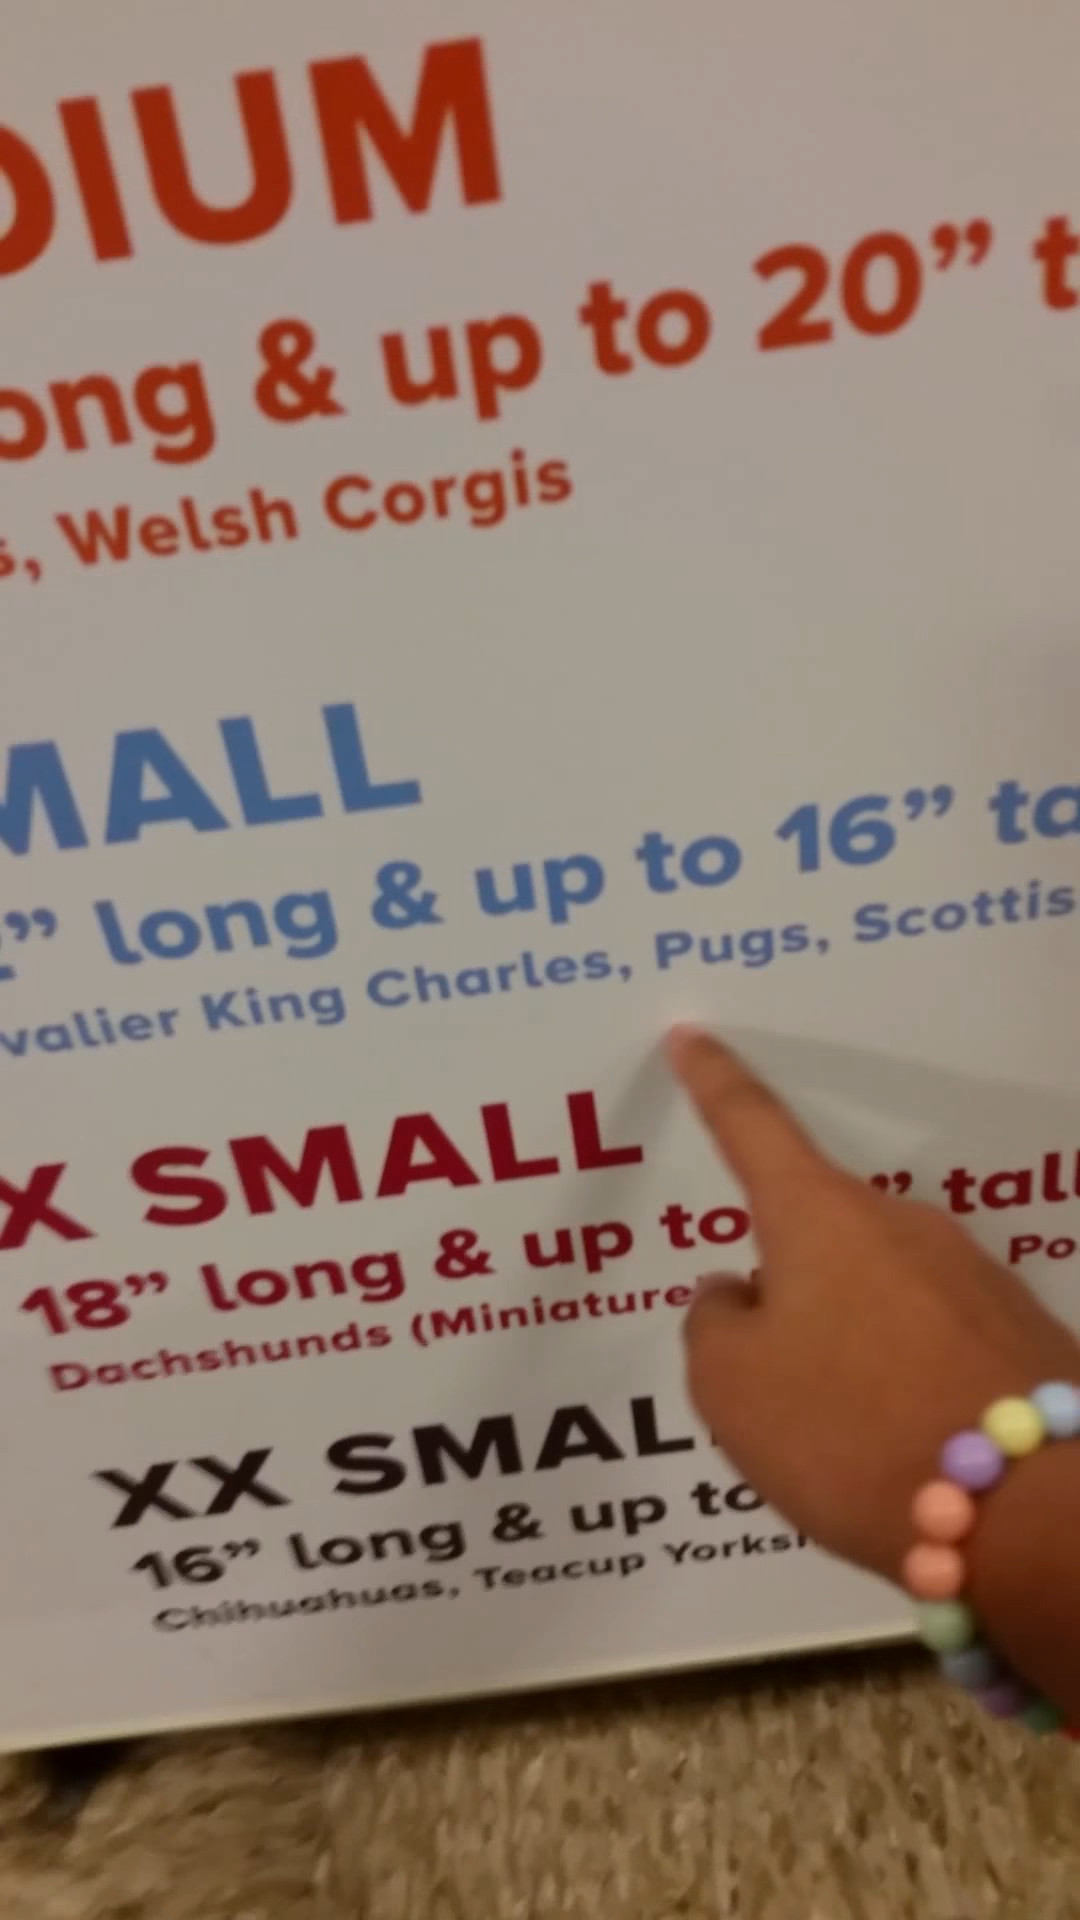 DIUM
ong & up to 20” t
s, Welsh Corgis
MALL
” long & up to 16” ta
valier King Charles, Pugs, Scottis
X SMALL
18” long & up to ” tall
Dachshunds (Miniature Po
XX SMAL
16” long & up to
Chihuahuas, Teacup Yorksh